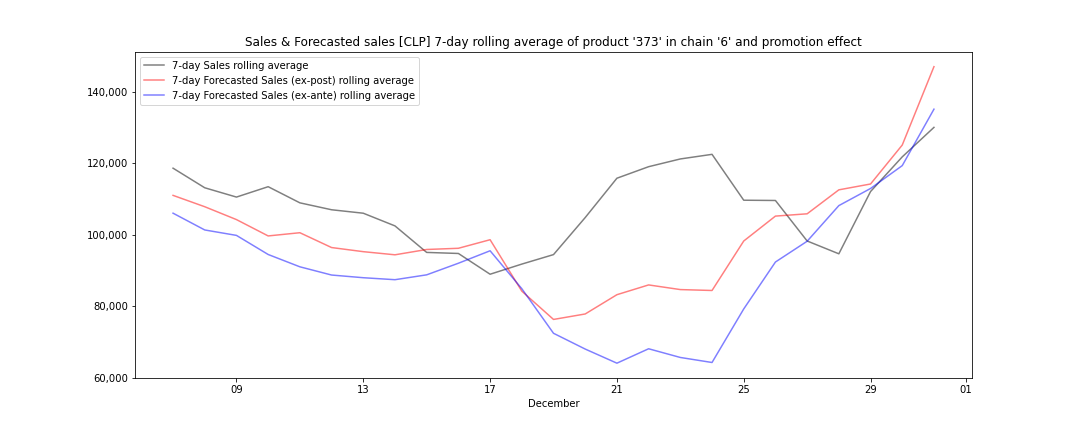 Sales & Forecasted sales [CLP] 7-day rolling average of product '373' in chain '6' and promotion effect
7-day Sales rolling average
7-day Forecasted Sales (ex-post) rolling average
7-day Forecasted Sales (ex-ante) rolling average
140,000
120,000
100,000
80,000
60,000
09 13 17 21 25 29 01
December